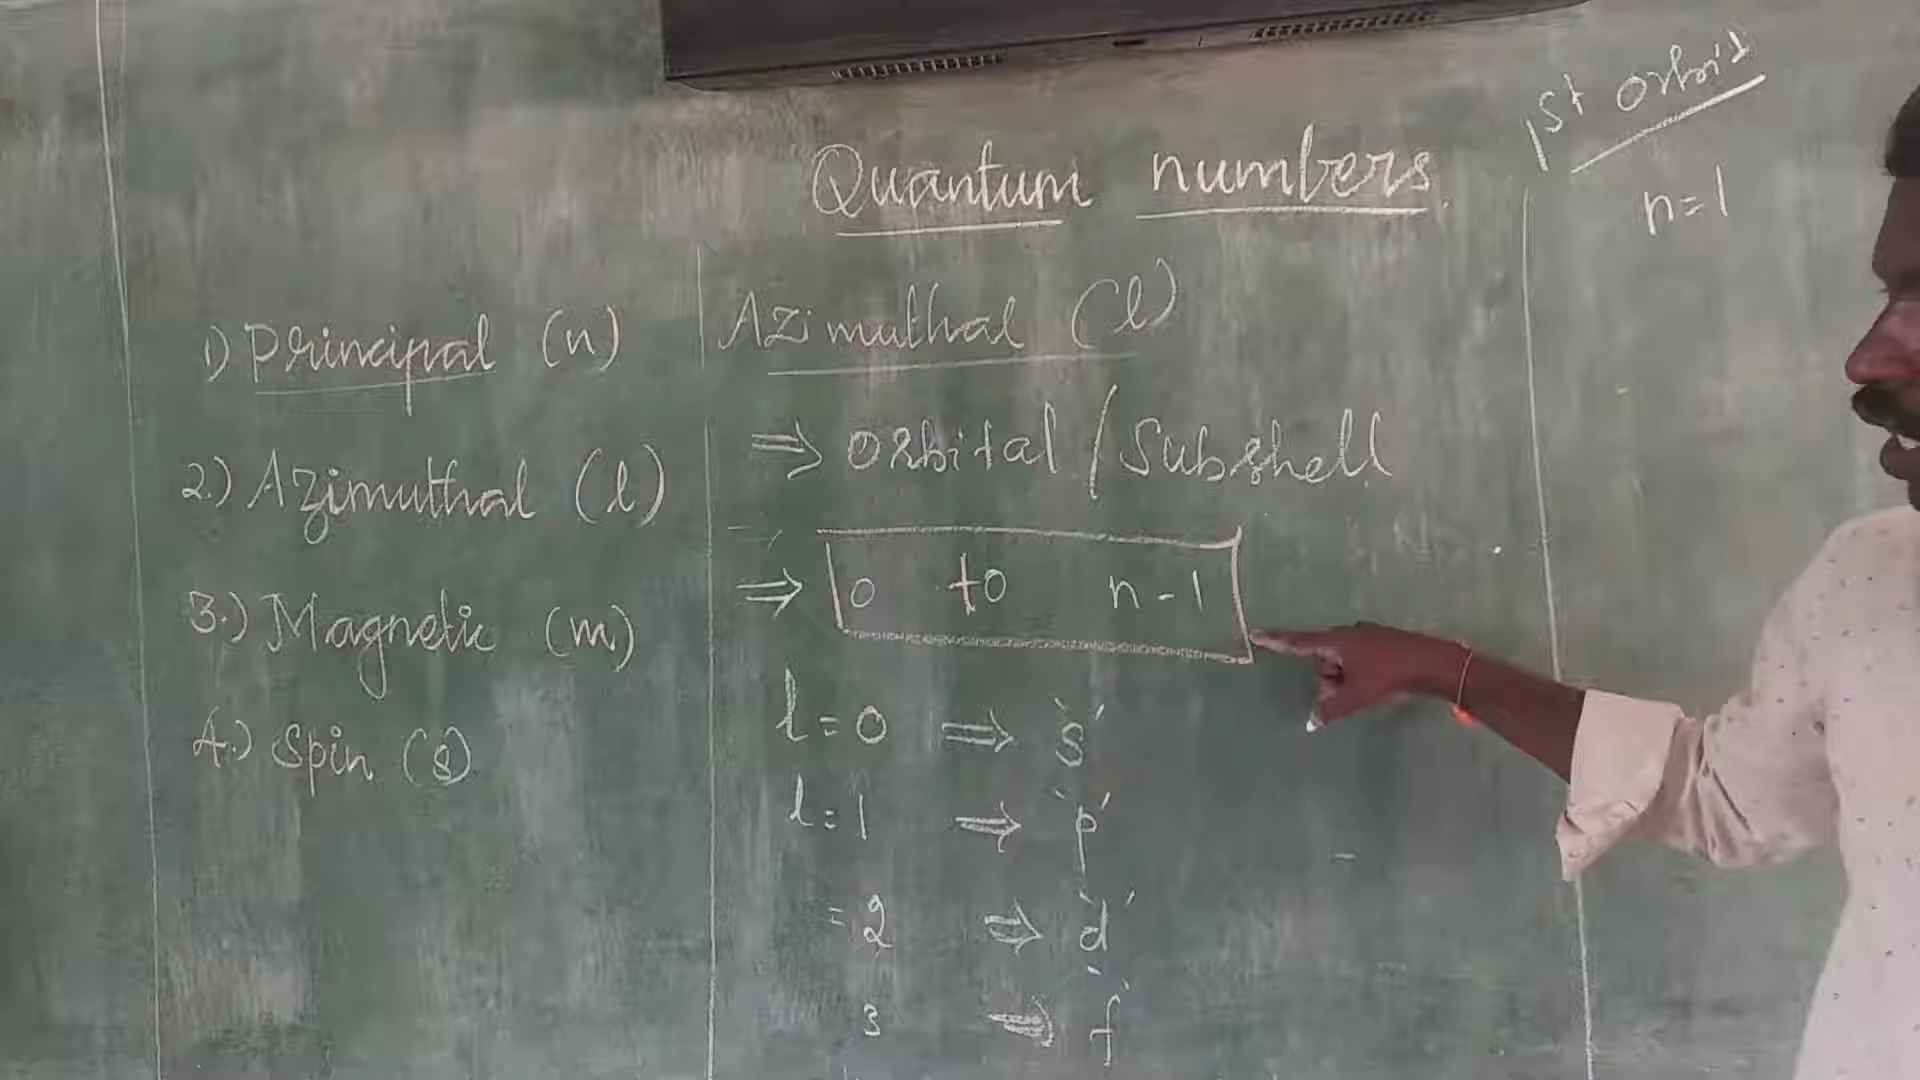 Quantum numbers.
1) Principal (n)
2.) Azimuthal (l)
3.) Magnetic (m)
4.) Spin (s)
Azimuthal (l)
⇒ Orbital / Subshell
⇒ 0 to n-1
l=0 ⇒ 's'
l=1 ⇒ 'p'
=2 ⇒ 'd'
3 ⇒ 'f'
1st orbit
n=1